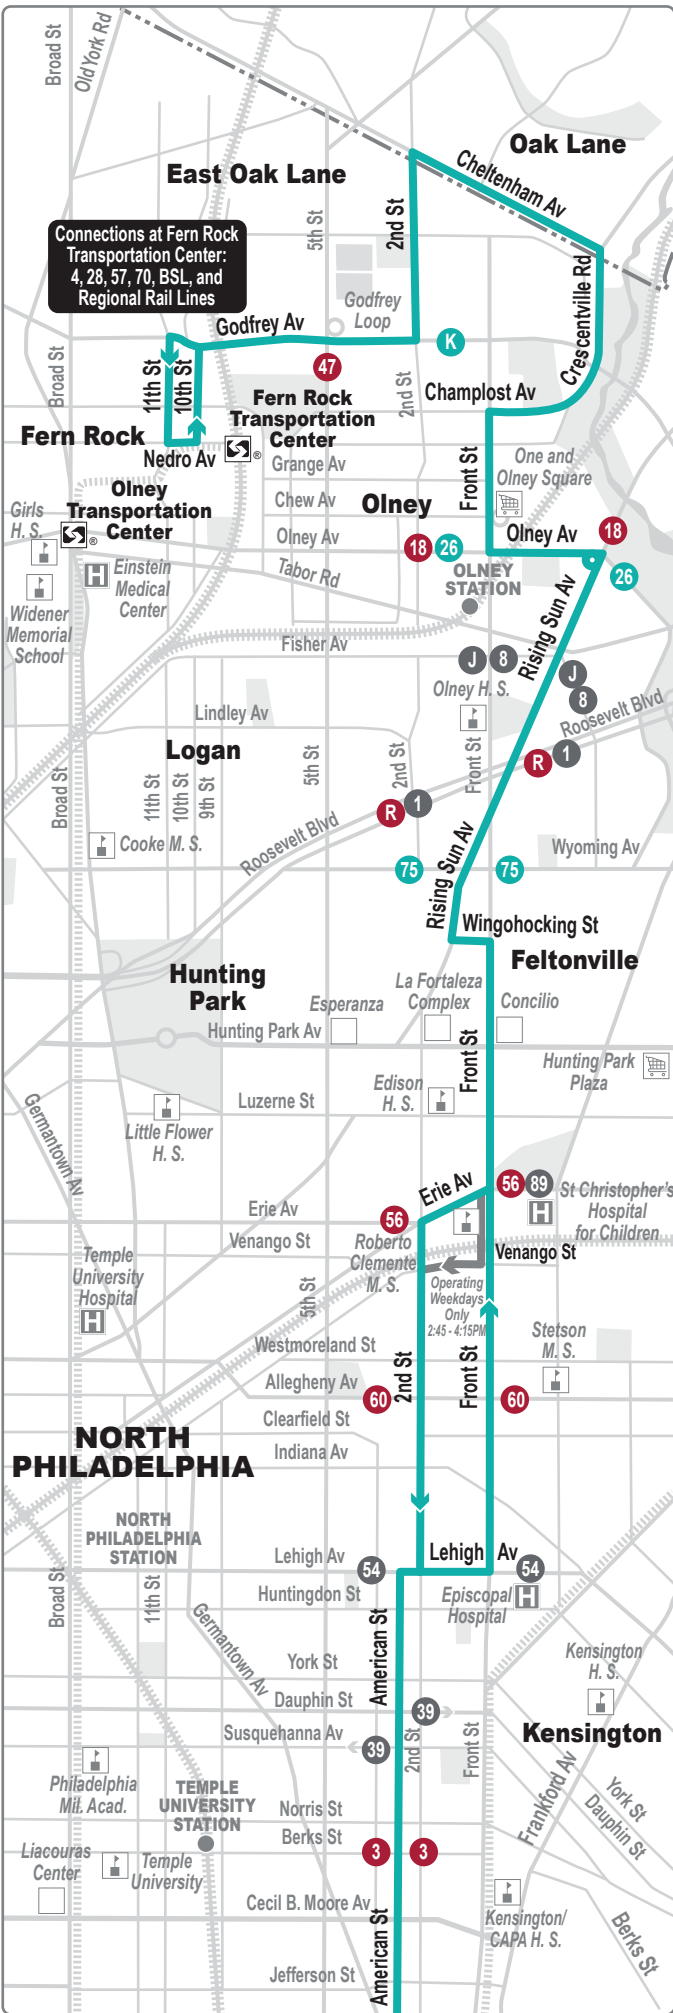 Broad St
Old York Rd
Oak Lane
East Oak Lane
Cheltenham Av
5th St
2nd St
Connections at Fern Rock
Transportation Center:
4, 28, 57, 70, BSL, and
Regional Rail Lines
Crescentville Rd
Godfrey
Loop
Godfrey Av
K
Broad St
11th St
10th St
47
2nd St
Champlost Av
Fern Rock
Transportation
Center
Fern Rock
Nedro Av
®
Grange Av
Front St
One and
Olney Square
Olney
Transportation
Center
®
Chew Av
Olney
Girls
H. S.
Olney Av
18
26
Olney Av
18
Einstein
Medical
Center
Tabor Rd
OLNEY
STATION
26
Widener
Memorial
School
Rising Sun Av
Fisher Av
J
8
J
8
Olney H. S.
Lindley Av
Roosevelt Blvd
Logan
5th St
2nd St
Front St
R
1
Broad St
11th St
10th St
9th St
R
1
Cooke M. S.
Roosevelt Blvd
Rising Sun Av
Wyoming Av
75
75
Wingohocking St
Feltonville
Hunting
Park
La Fortaleza
Complex
Esperanza
Concilio
Hunting Park Av
Front St
Hunting Park
Plaza
Germantown Av
Edison
H. S.
Luzerne St
Little Flower
H. S.
Erie Av
56
89
St Christopher's
Hospital
for Children
Erie Av
56
Venango St
Roberto
Clemente
M. S.
Venango St
Temple
University
Hospital
5th St
Operating
Weekdays
Only
2:45 - 4:15PM
Stetson
M. S.
Westmoreland St
2nd St
Front St
Allegheny Av
60
60
Clearfield St
NORTH
PHILADELPHIA
Indiana Av
NORTH
PHILADELPHIA
STATION
Lehigh Av
54
Lehigh Av
54
Broad St
11th St
Huntingdon St
Episcopal
Hospital
Germantown Av
American St
York St
Kensington
H. S.
Dauphin St
39
Susquehanna Av
39
2nd St
Front St
Kensington
Philadelphia
Mil. Acad.
TEMPLE
UNIVERSITY
STATION
Frankford Av
York St
Dauphin St
Norris St
Berks St
3
3
Liacouras
Center
Temple
University
Cecil B. Moore Av
Kensington/
CAPA H. S.
Berks St
American St
Jefferson St